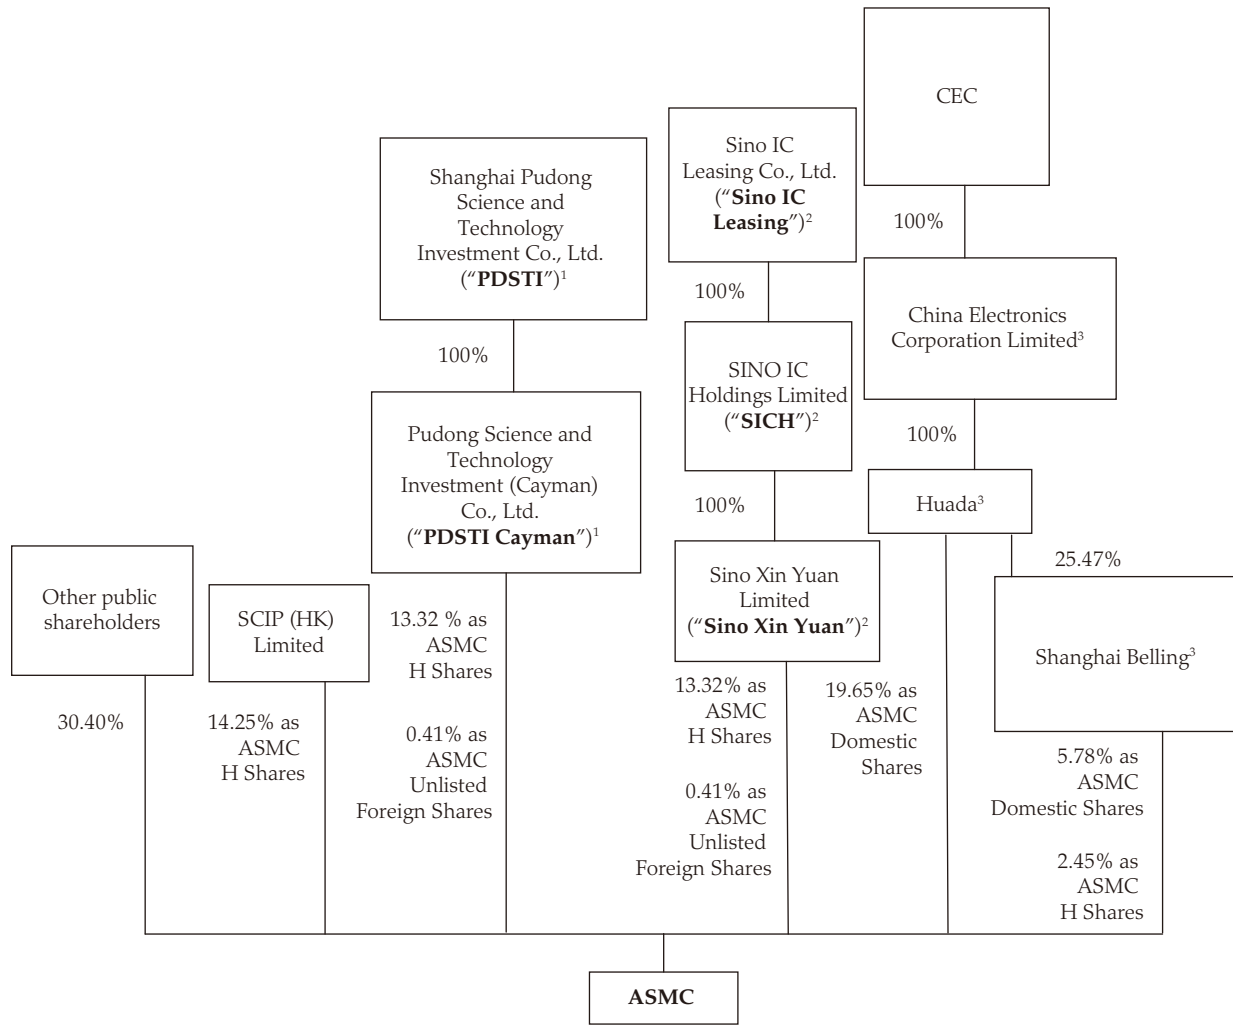 CEC
Sino IC
Leasing Co., Ltd.
(“Sino IC
Leasing”)2
Shanghai Pudong
Science and
Technology
Investment Co., Ltd.
(“PDSTI”)1
100%
100%
China Electronics
Corporation Limited3
100%
SINO IC
Holdings Limited
(“SICH”)2
Pudong Science and
Technology
Investment (Cayman)
Co., Ltd.
(“PDSTI Cayman”)1
100%
100%
Huada3
Other public
shareholders
SCIP (HK)
Limited
Sino Xin Yuan
Limited
(“Sino Xin Yuan”)2
25.47%
Shanghai Belling3
30.40%
14.25% as
ASMC
H Shares
13.32 % as
ASMC
H Shares
0.41% as
ASMC
Unlisted
Foreign Shares
13.32% as
ASMC
H Shares
0.41% as
ASMC
Unlisted
Foreign Shares
19.65% as
ASMC
Domestic
Shares
5.78% as
ASMC
Domestic Shares
2.45% as
ASMC
H Shares
ASMC